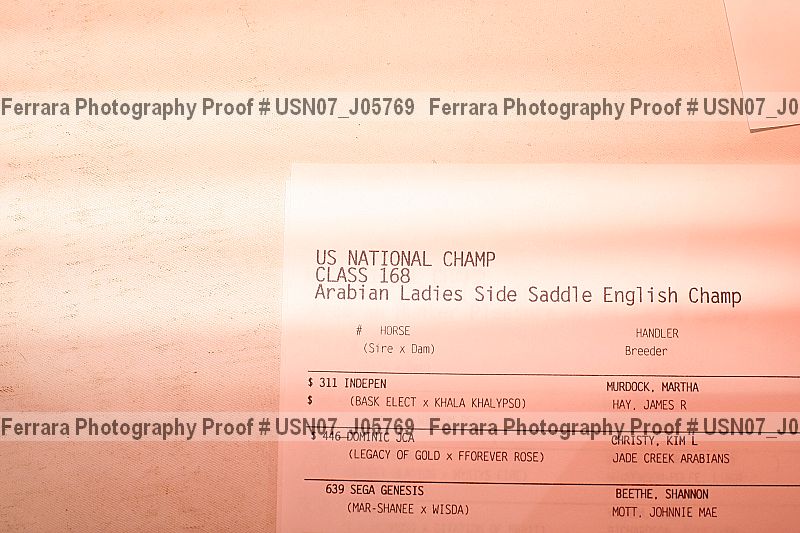 Ferrara Photography Proof # USN07_J05769 Ferrara Photography Proof # USN07_J0
US NATIONAL CHAMP
CLASS 168
Arabian Ladies Side Saddle English Champ
# HORSE HANDLER
(Sire x Dam) Breeder
$ 311 INDEPEN MURDOCK, MARTHA
$ (BASK ELECT x KHALA KHALYPSO) HAY, JAMES R
Ferrara Photography Proof # USN07_J05769 Ferrara Photography Proof # USN07_J0
$ 446 DOMINIC JCA CHRISTY, KIM L
(LEGACY OF GOLD x FFOREVER ROSE) JADE CREEK ARABIANS
639 SEGA GENESIS BEETHE, SHANNON
(MAR-SHANEE x WISDA) MOTT, JOHNNIE MAE